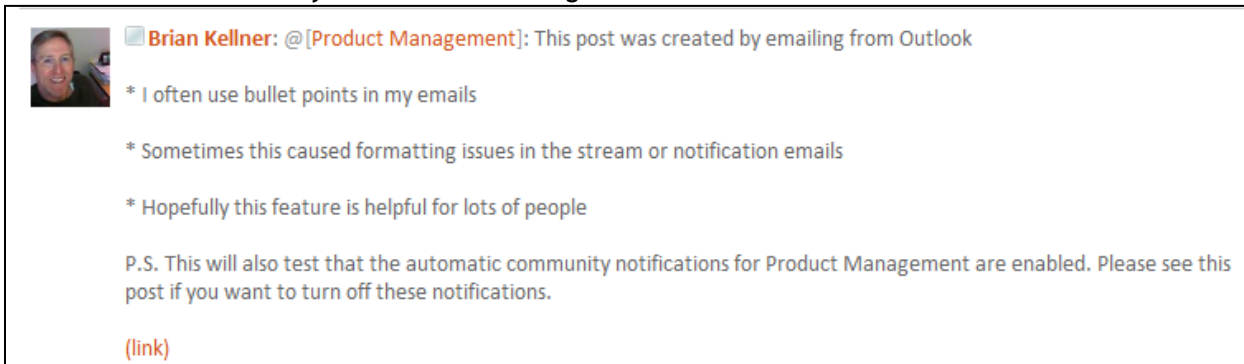 Brian Kellner: @[Product Management]: This post was created by emailing from Outlook
* I often use bullet points in my emails
* Sometimes this caused formatting issues in the stream or notification emails
* Hopefully this feature is helpful for lots of people
P.S. This will also test that the automatic community notifications for Product Management are enabled. Please see this
post if you want to turn off these notifications.
(link)